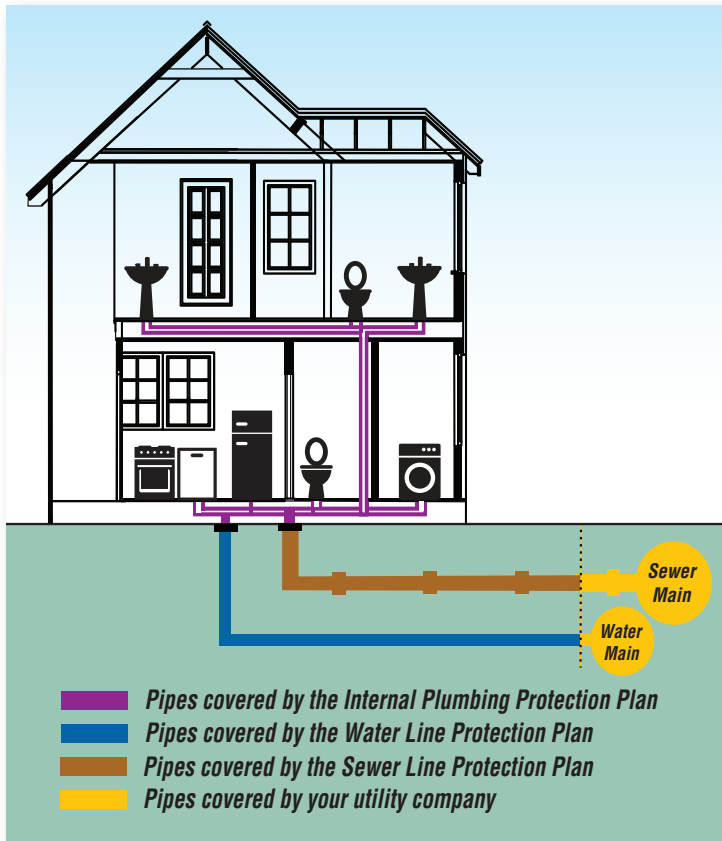 Sewer
Main
Water
Main
Pipes covered by the Internal Plumbing Protection Plan
Pipes covered by the Water Line Protection Plan
Pipes covered by the Sewer Line Protection Plan
Pipes covered by your utility company